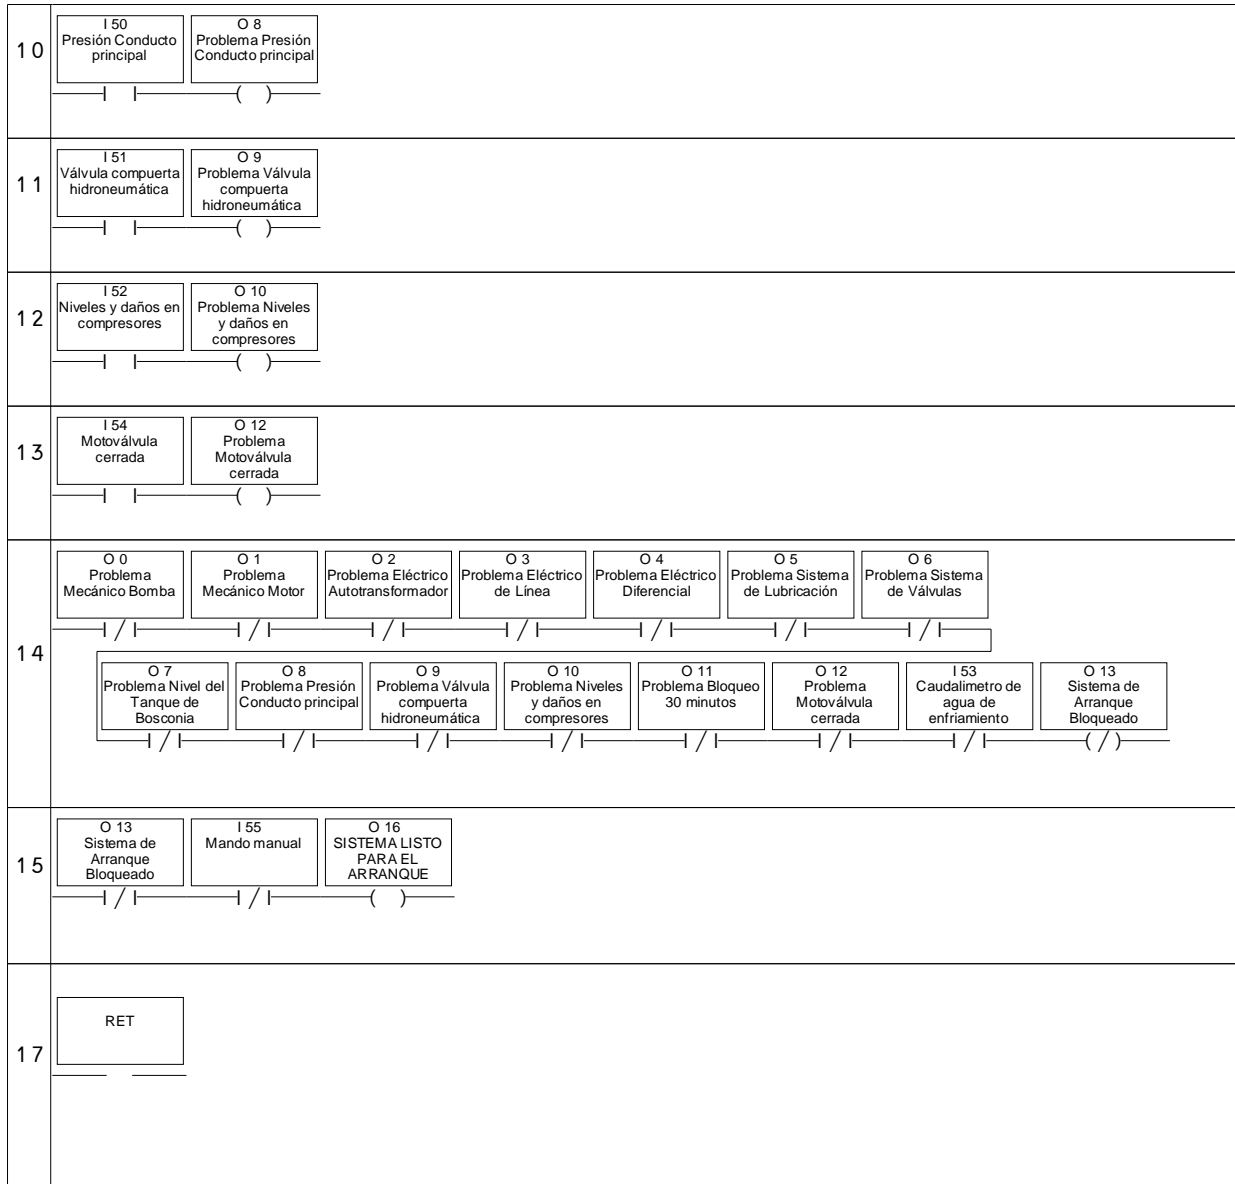 10
I 50
Presión Conducto
principal
O 8
Problema Presión
Conducto principal
11
I 51
Válvula compuerta
hidroneumática
O 9
Problema Válvula
compuerta
hidroneumática
12
I 52
Niveles y daños en
compresores
O 10
Problema Niveles
y daños en
compresores
13
I 54
Motoválvula
cerrada
O 12
Problema
Motoválvula
cerrada
14
O 0
Problema
Mecánico Bomba
O 1
Problema
Mecánico Motor
O 2
Problema Eléctrico
Autotransformador
O 3
Problema Eléctrico
de Línea
O 4
Problema Eléctrico
Diferencial
O 5
Problema Sistema
de Lubricación
O 6
Problema Sistema
de Válvulas
O 7
Problema Nivel del
Tanque de
Bosconia
O 8
Problema Presión
Conducto principal
O 9
Problema Válvula
compuerta
hidroneumática
O 10
Problema Niveles
y daños en
compresores
O 11
Problema Bloqueo
30 minutos
O 12
Problema
Motoválvula
cerrada
I 53
Caudalimetro de
agua de
enfriamiento
O 13
Sistema de
Arranque
Bloqueado
15
O 13
Sistema de
Arranque
Bloqueado
I 55
Mando manual
O 16
SISTEMA LISTO
PARA EL
ARRANQUE
17
RET